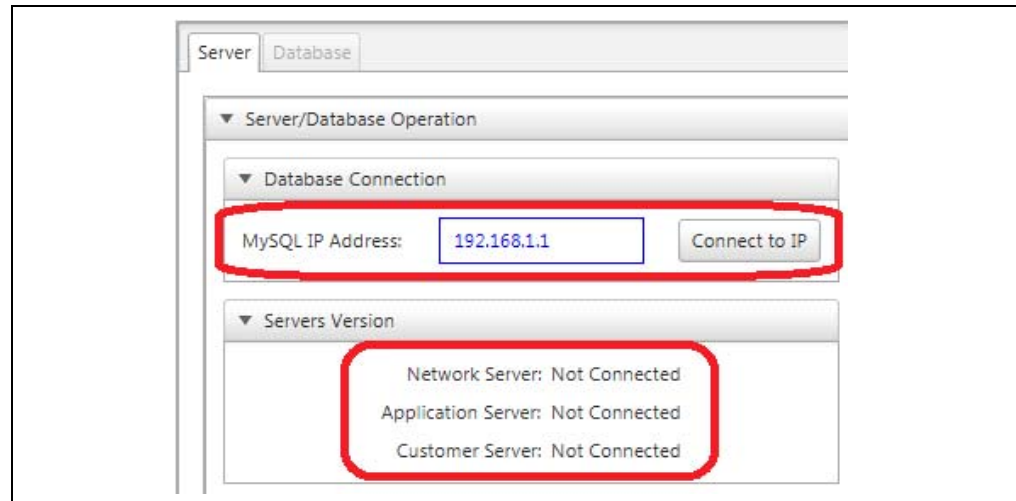 Server Database
Server/Database Operation
Database Connection
MySQL IP Address: 192.168.1.1 Connect to IP
Servers Version
Network Server: Not Connected
Application Server: Not Connected
Customer Server: Not Connected